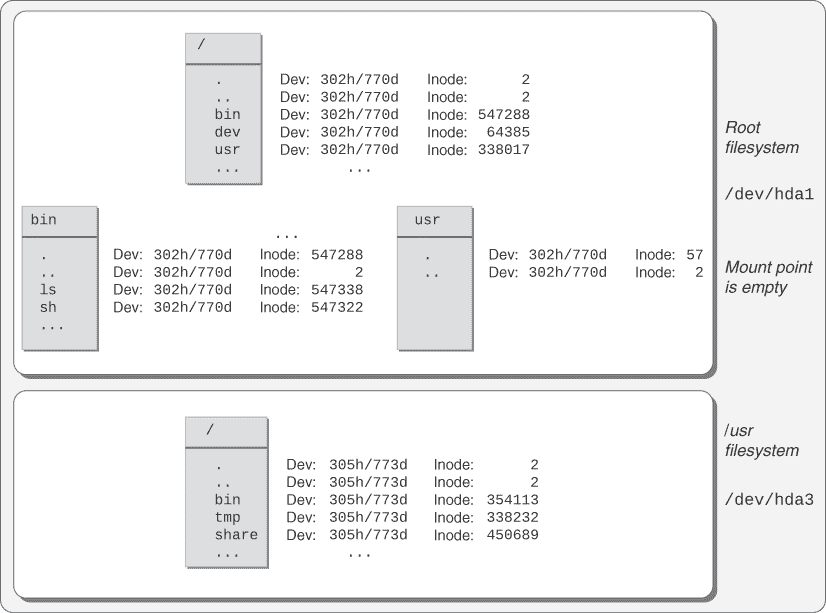 /
. Dev: 302h/770d Inode: 2
.. Dev: 302h/770d Inode: 2
bin Dev: 302h/770d Inode: 547288
dev Dev: 302h/770d Inode: 64385
usr Dev: 302h/770d Inode: 338017
... ...
Root
filesystem
/dev/hda1
bin
...
. Dev: 302h/770d Inode: 547288
.. Dev: 302h/770d Inode: 2
ls Dev: 302h/770d Inode: 547338
sh Dev: 302h/770d Inode: 547322
...
usr
. Dev: 302h/770d Inode: 57
.. Dev: 302h/770d Inode: 2
Mount point
is empty
/
. Dev: 305h/773d Inode: 2
.. Dev: 305h/773d Inode: 2
bin Dev: 305h/773d Inode: 354113
tmp Dev: 305h/773d Inode: 338232
share Dev: 305h/773d Inode: 450689
... ...
/usr
filesystem
/dev/hda3